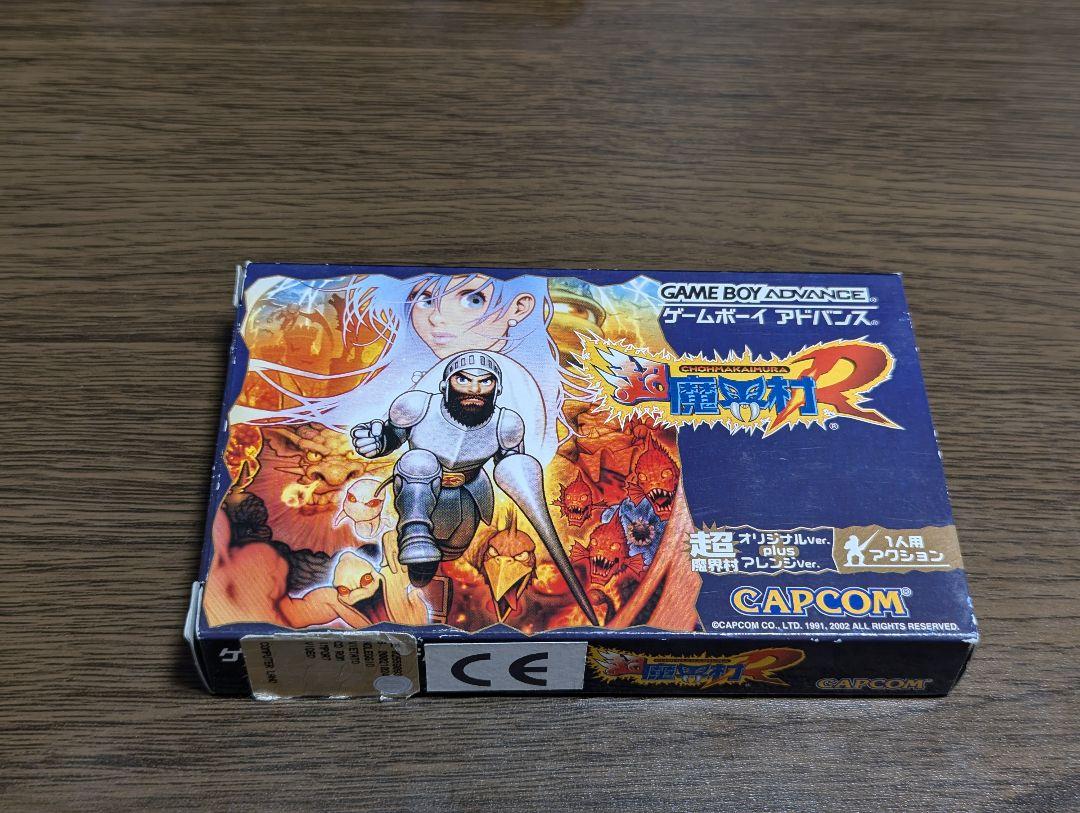 GAME BOY ADVANCE
ゲームボーイ アドバンス
CHOHMAKAIMURA
超魔界村R
超魔界村
オリジナルVer.
plus
アレンジVer.
1人用
アクション
CAPCOM
©CAPCOM CO., LTD. 1991, 2002 ALL RIGHTS RESERVED.
CE
超魔界村R
CAPCOM